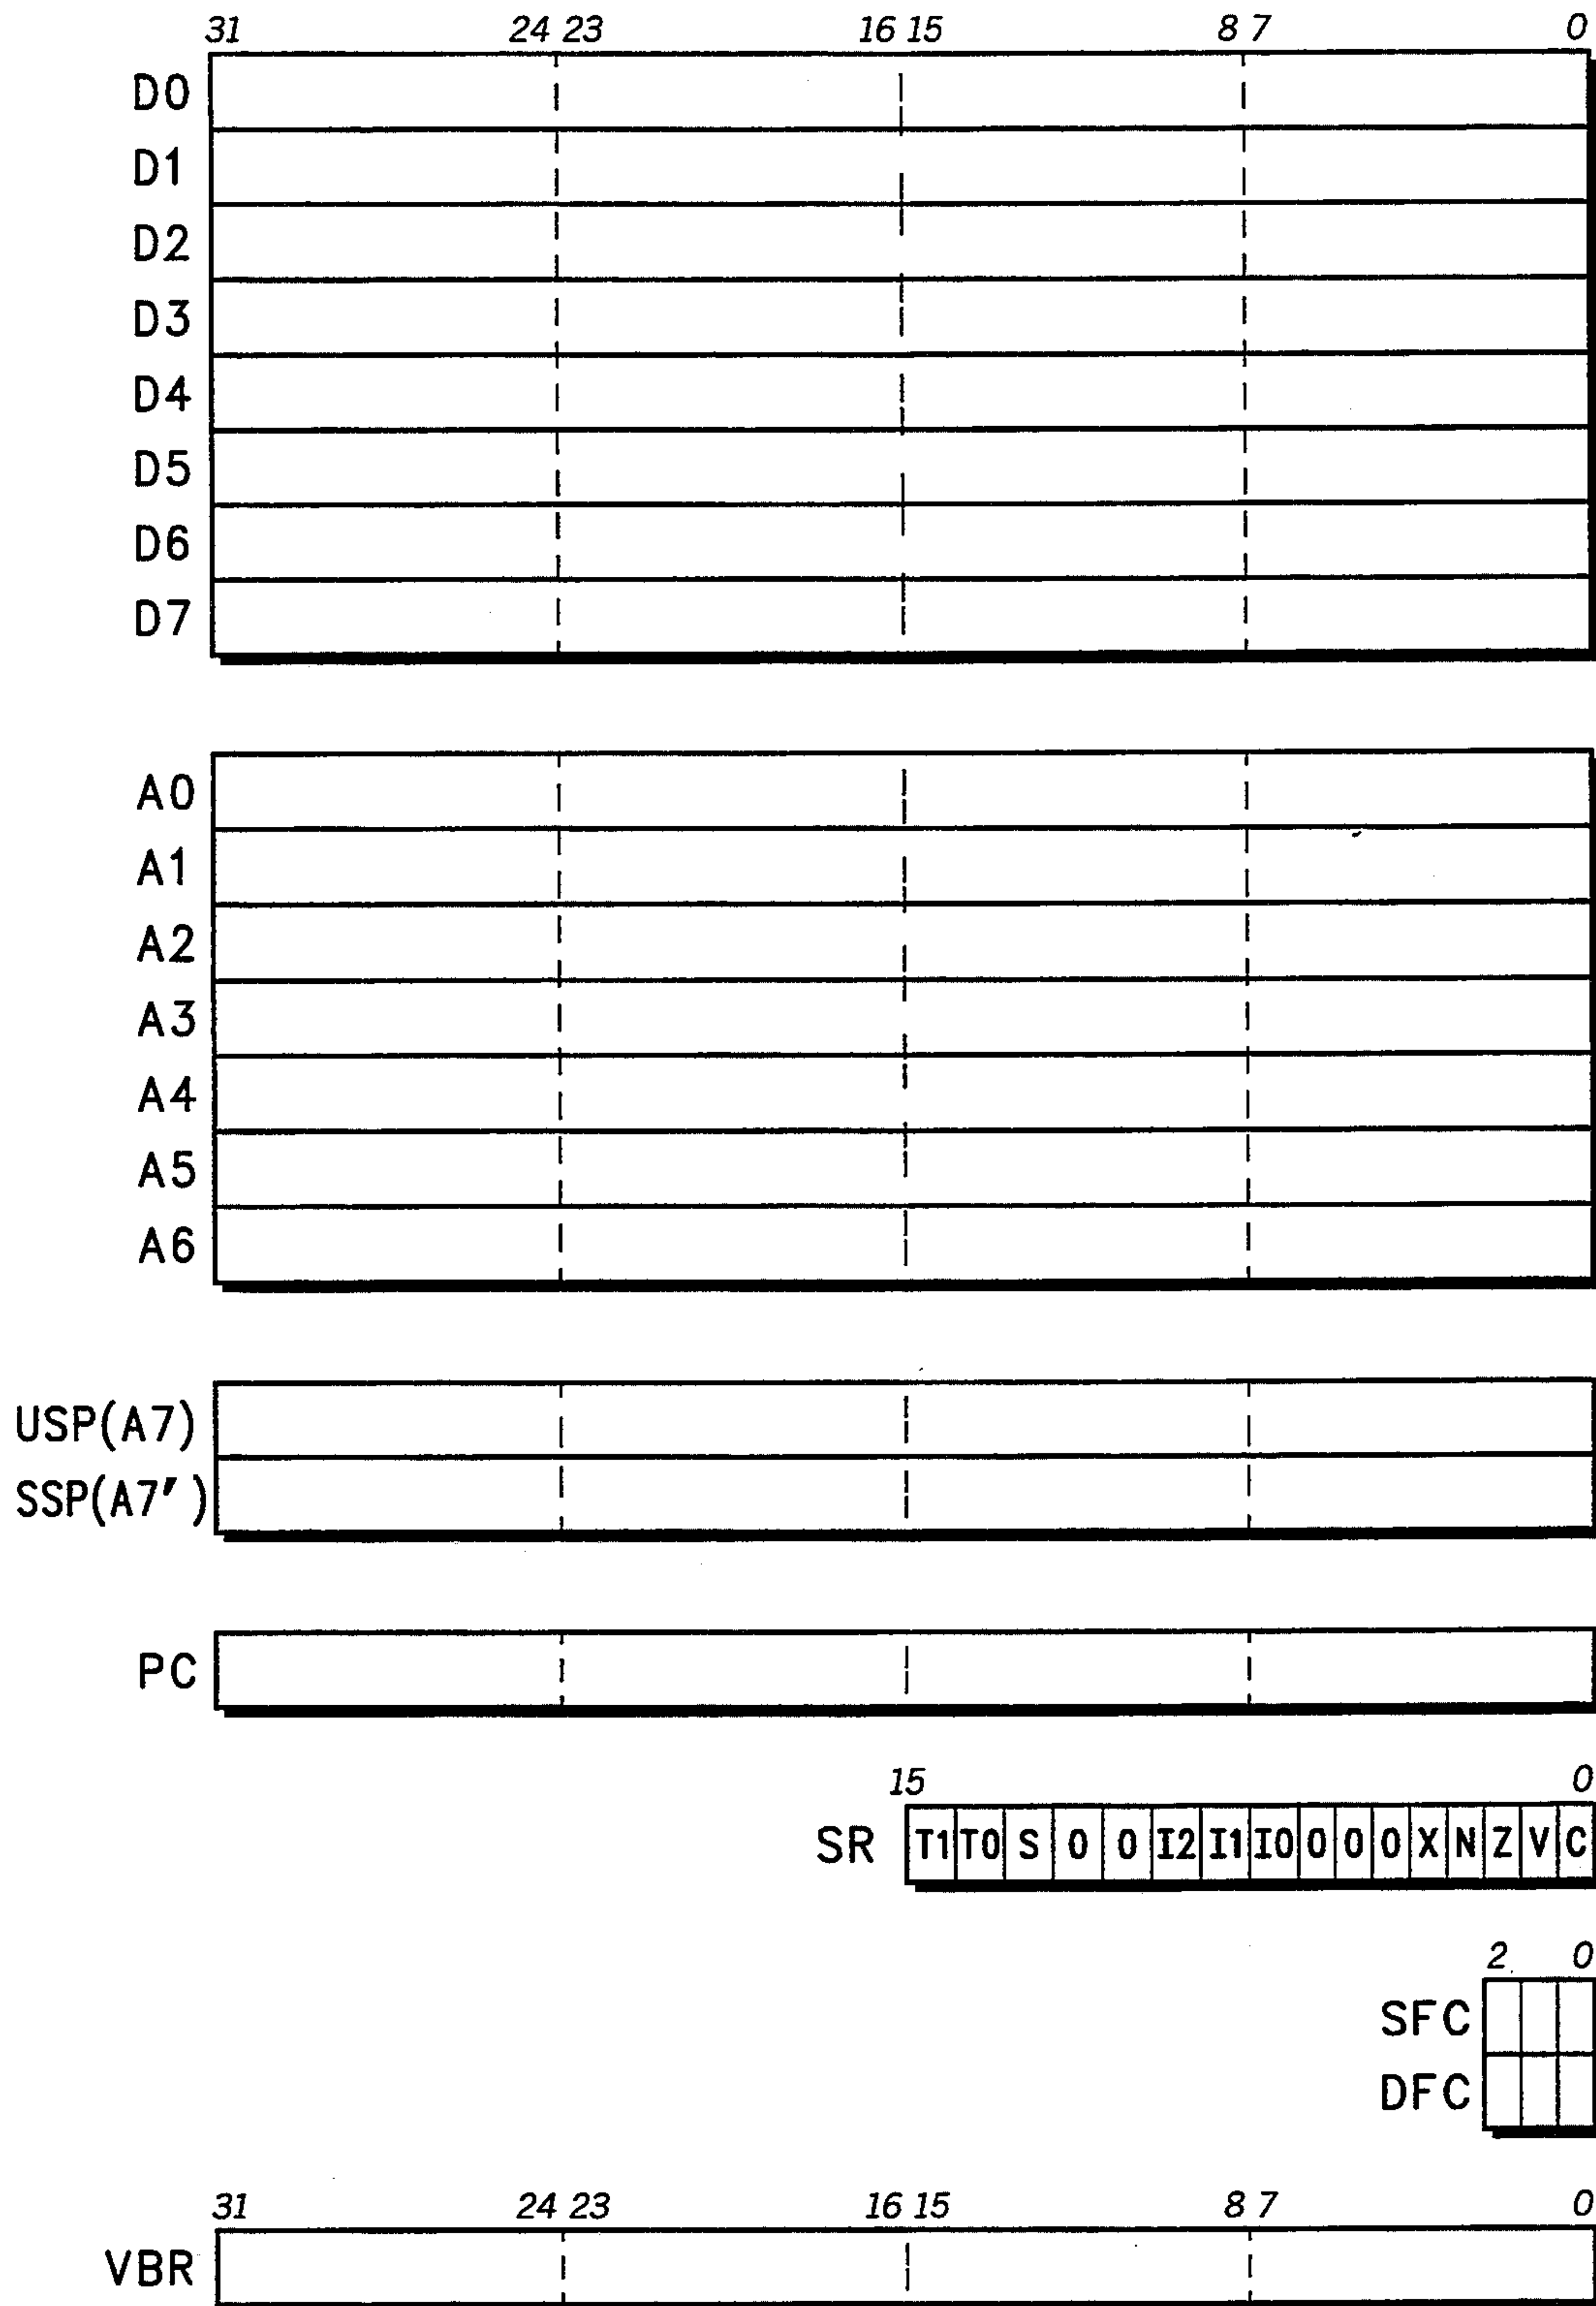 31 24 23 16 15 8 7 0
D0
D1
D2
D3
D4
D5
D6
D7
A0
A1
A2
A3
A4
A5
A6
USP(A7)
SSP(A7')
PC
15 0
SR T1 T0 S 0 0 I2 I1 I0 0 0 0 X N Z V C
2 0
SFC
DFC
31 24 23 16 15 8 7 0
VBR